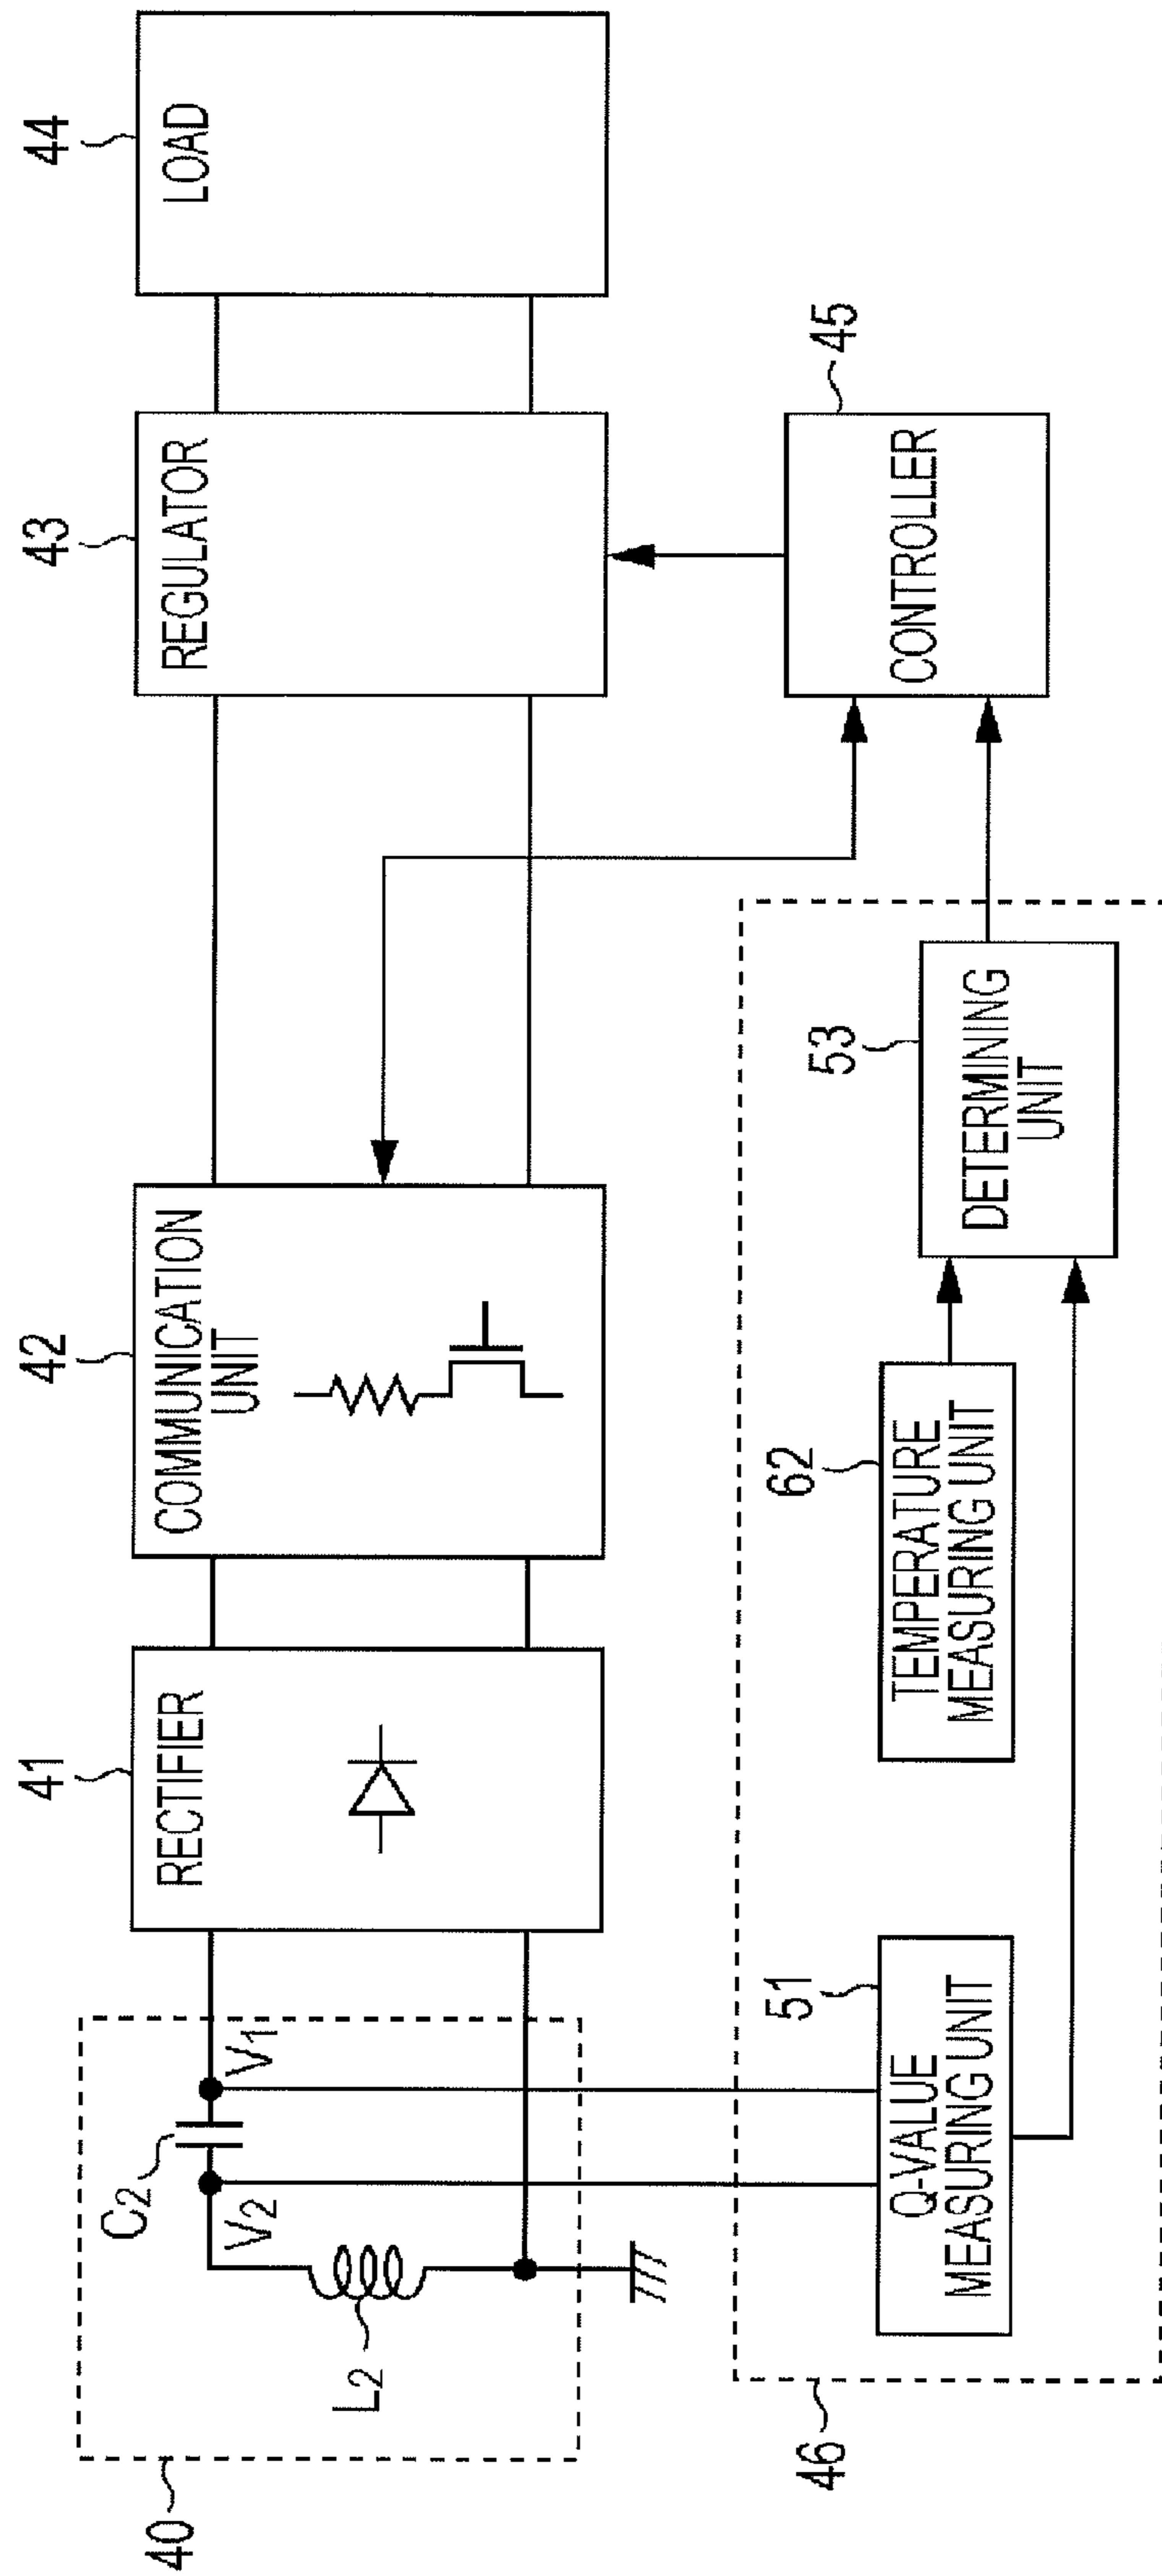 40
C2
V1
V2
L2
41
RECTIFIER
42
COMMUNICATION
UNIT
43
REGULATOR
44
LOAD
45
CONTROLLER
46
51
Q-VALUE
MEASURING UNIT
62
TEMPERATURE
MEASURING UNIT
53
DETERMINING
UNIT